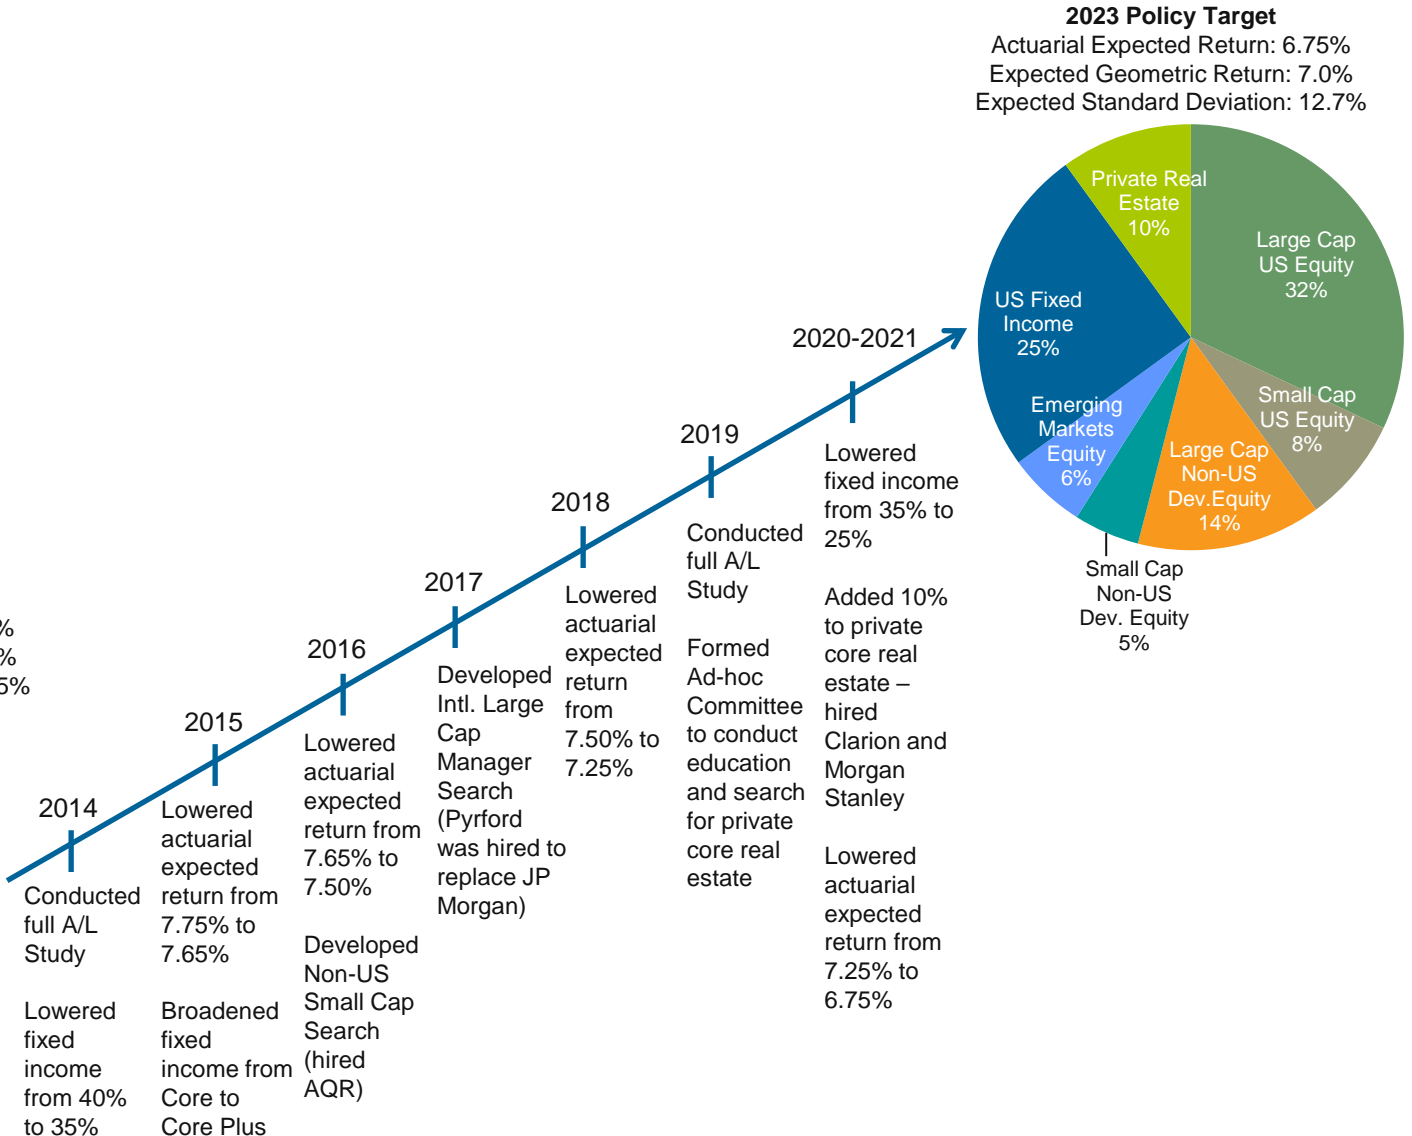 2023 Policy Target
Actuarial Expected Return: 6.75%
Expected Geometric Return: 7.0%
Expected Standard Deviation: 12.7%
Private Real
Estate
10%
Large Cap
US Equity
32%
US Fixed
Income
25%
Small Cap
US Equity
8%
Emerging
Markets
Equity
6%
Large Cap
Non-US
Dev.Equity
14%
Small Cap
Non-US
Dev. Equity
5%
%
%
5%
2014
Conducted
full A/L
Study
Lowered
fixed
income
from 40%
to 35%
2015
Lowered
actuarial
expected
return from
7.75% to
7.65%
Broadened
fixed
income from
Core to
Core Plus
2016
Lowered
actuarial
expected
return from
7.65% to
7.50%
Developed
Non-US
Small Cap
Search
(hired
AQR)
2017
Developed
Intl. Large
Cap
Manager
Search
(Pyrford
was hired to
replace JP
Morgan)
2018
Lowered
actuarial
expected
return
from
7.50% to
7.25%
2019
Conducted
full A/L
Study
Formed
Ad-hoc
Committee
to conduct
education
and search
for private
core real
estate
2020-2021
Lowered
fixed income
from 35% to
25%
Added 10%
to private
core real
estate –
hired
Clarion and
Morgan
Stanley
Lowered
actuarial
expected
return from
7.25% to
6.75%